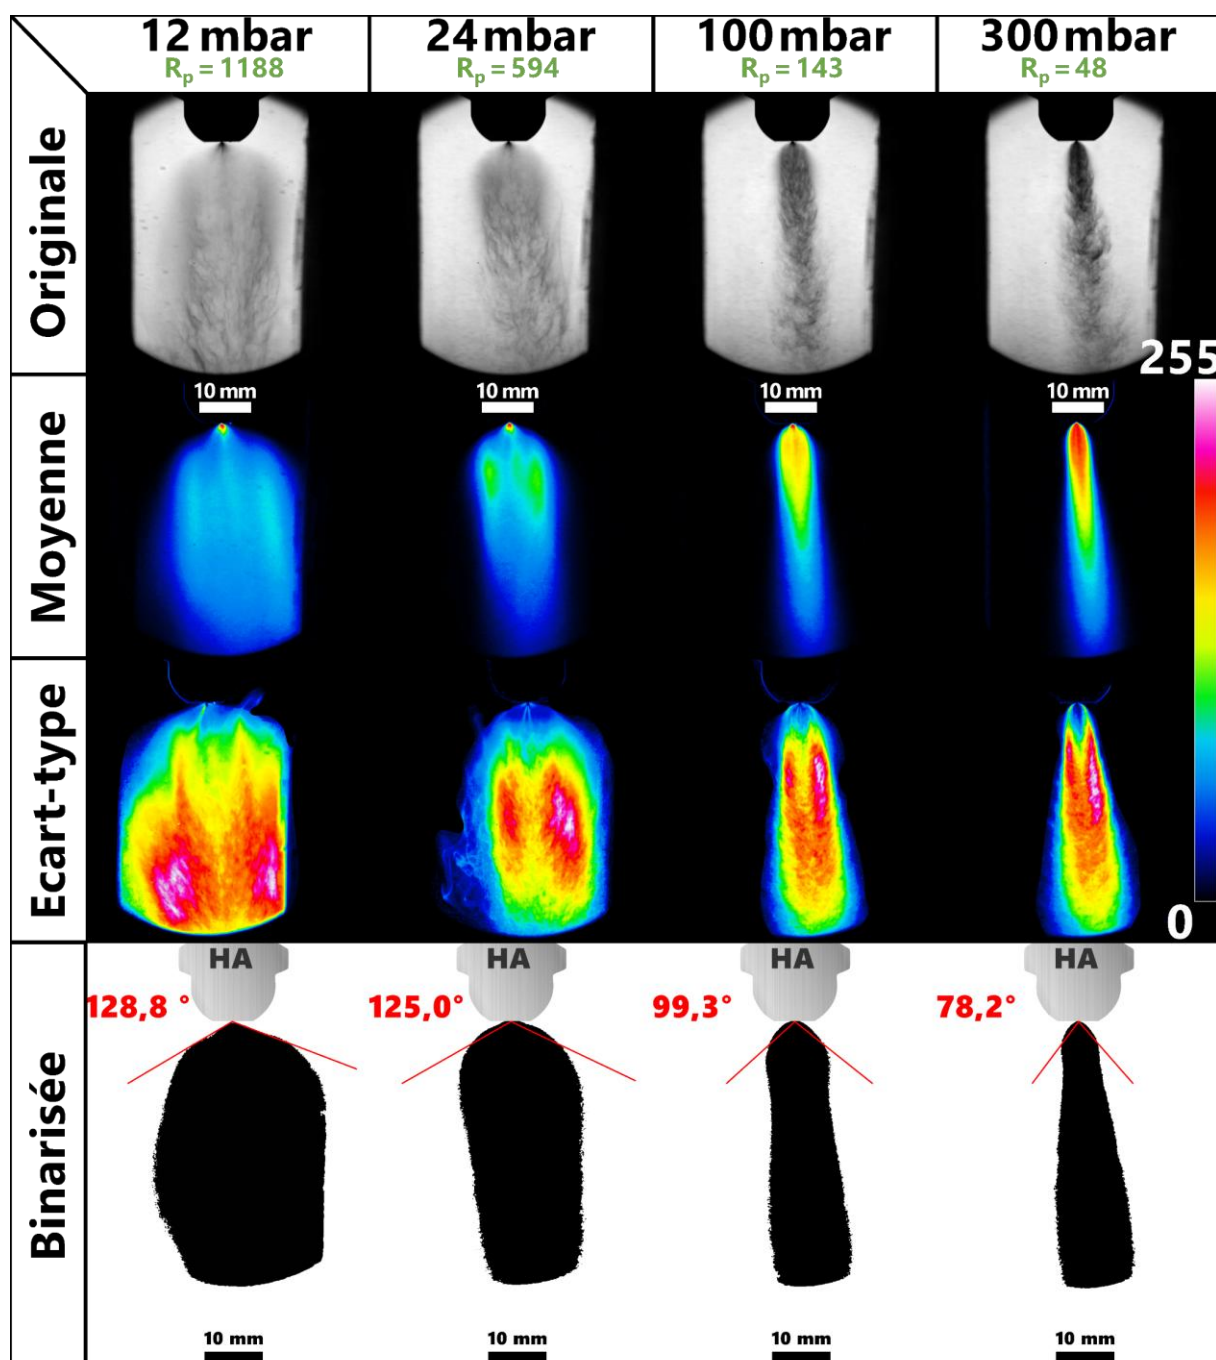 12 mbar
Rp = 1188
24 mbar
Rp = 594
100 mbar
Rp = 143
300 mbar
Rp = 48
Originale
255
Moyenne
10 mm
10 mm
10 mm
10 mm
Ecart-type
0
Binarisée
HA
HA
HA
HA
128,8 °
125,0°
99,3°
78,2°
10 mm
10 mm
10 mm
10 mm